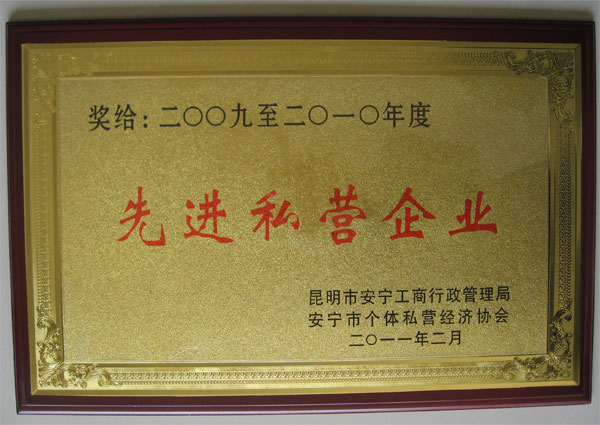 奖给：二〇〇九至二〇一〇年度
先进私营企业
昆明市安宁工商行政管理局
安宁市个体私营经济协会
二〇一一年二月